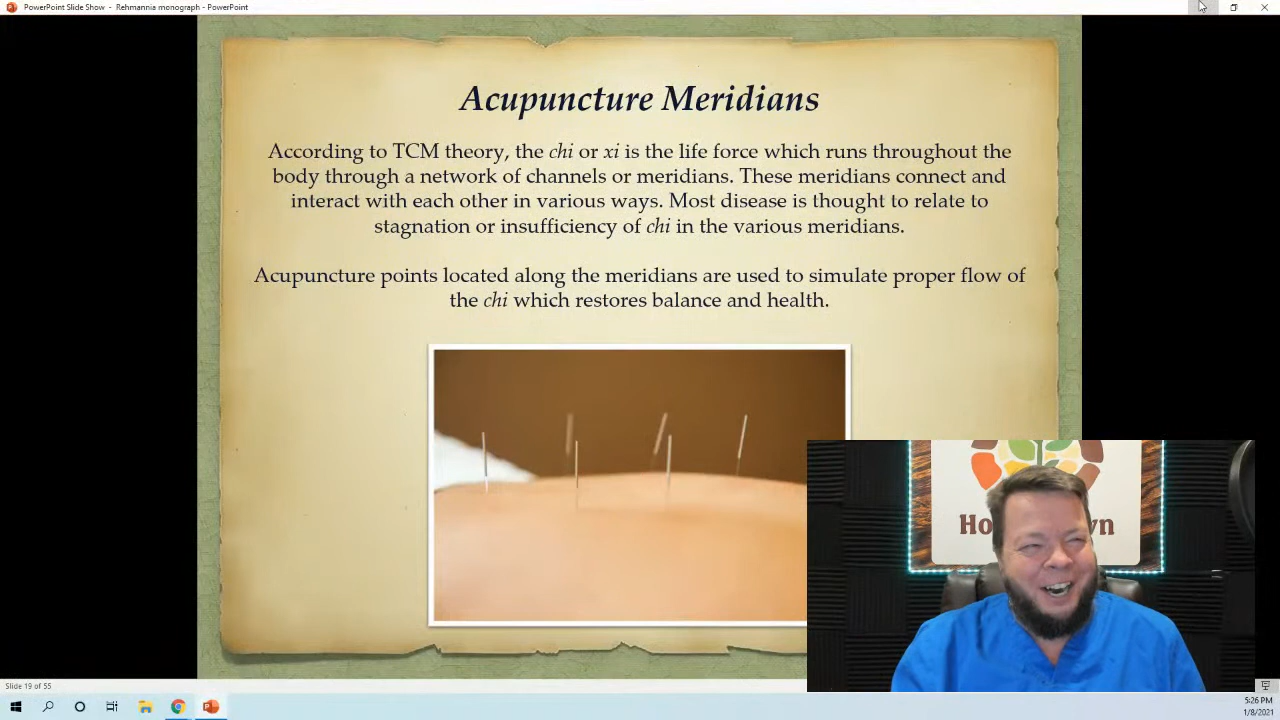 PowerPoint Slide Show - Rehmannia monograph - PowerPoint
Acupuncture Meridians
According to TCM theory, the chi or xi is the life force which runs throughout the
body through a network of channels or meridians. These meridians connect and
interact with each other in various ways. Most disease is thought to relate to
stagnation or insufficiency of chi in the various meridians.
Acupuncture points located along the meridians are used to simulate proper flow of
the chi which restores balance and health.
Slide 19 of 55
5:26 PM
1/8/2021